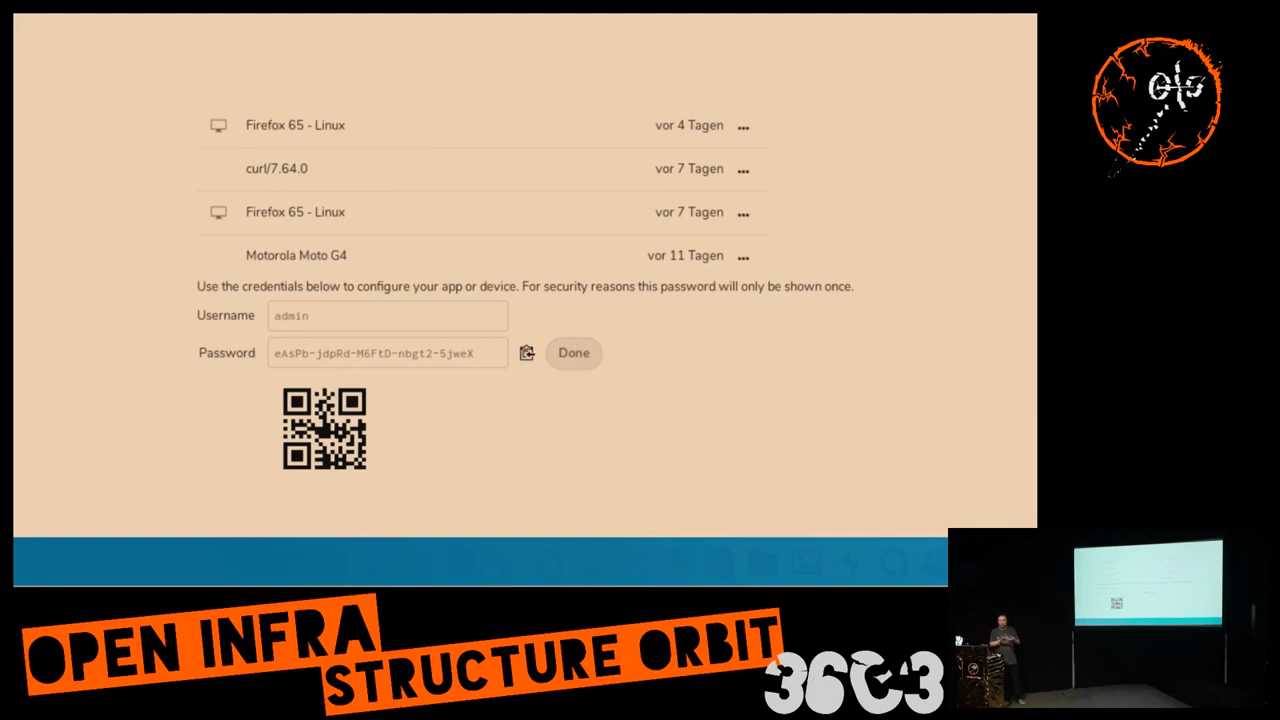 Firefox 65 - Linux vor 4 Tagen ...
curl/7.64.0 vor 7 Tagen ...
Firefox 65 - Linux vor 7 Tagen ...
Motorola Moto G4 vor 11 Tagen ...
Use the credentials below to configure your app or device. For security reasons this password will only be shown once.
Username admin
Password eAsPb-jdpRd-M6FtD-nbgt2-5jweX Done
OPEN INFRA
STRUCTURE ORBIT
36C3